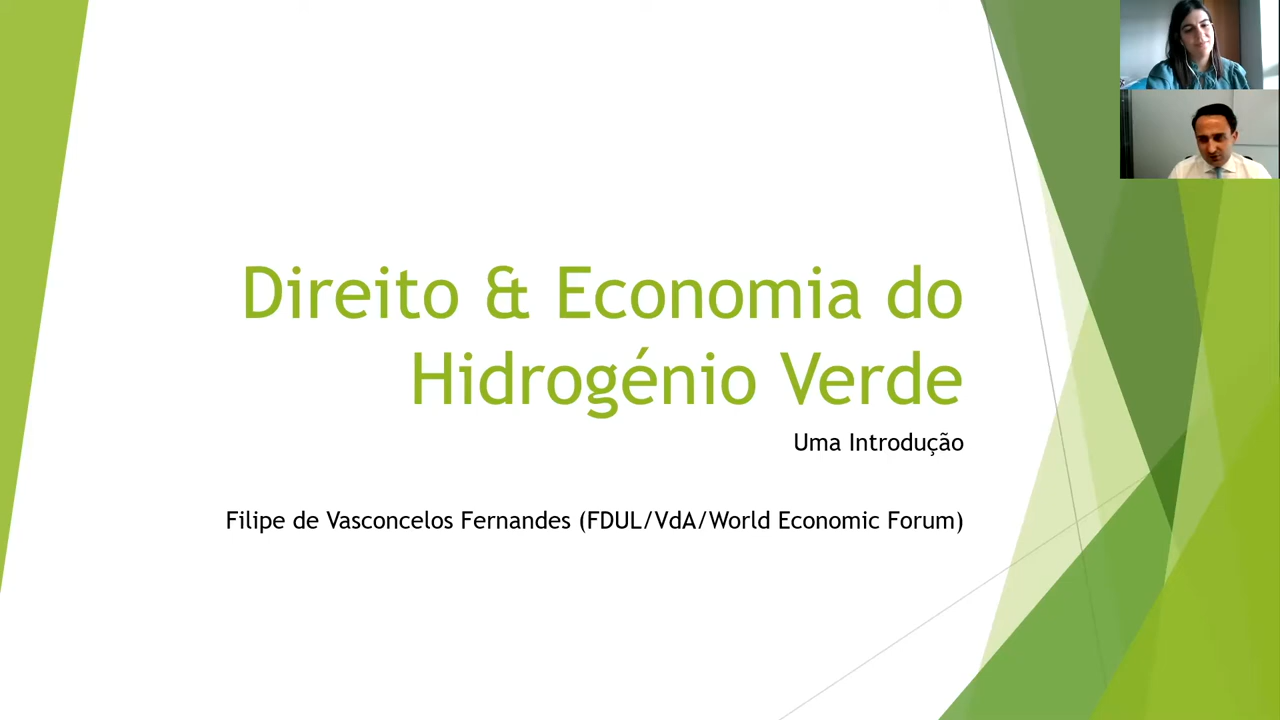 Direito & Economia do
Hidrogénio Verde
Uma Introdução
Filipe de Vasconcelos Fernandes (FDUL/VdA/World Economic Forum)